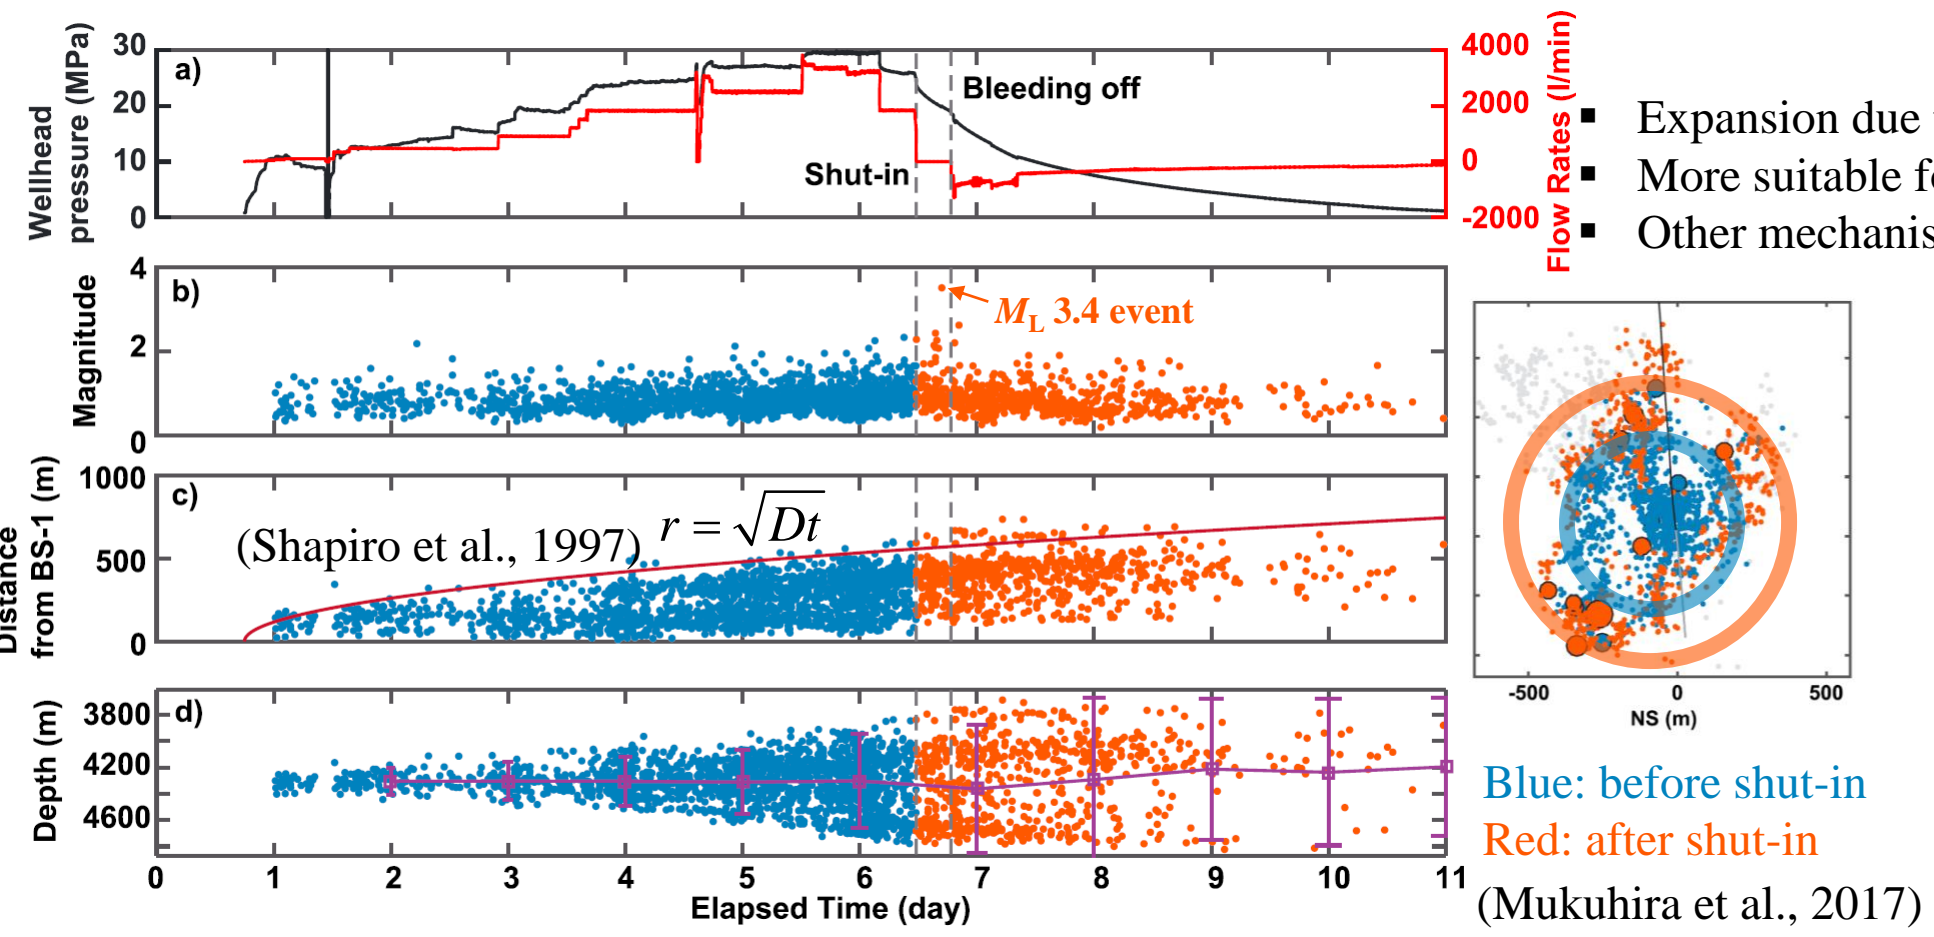 a)
Wellhead
pressure (MPa)
30
20
10
0
4000
2000
0
-2000
Flow Rates (l/min)
Bleeding off
Shut-in
b)
Magnitude
4
2
0
ML 3.4 event
c)
Distance
from BS-1 (m)
1000
500
0
(Shapiro et al., 1997) r = √Dt
d)
Depth (m)
3800
4200
4600
0 1 2 3 4 5 6 7 8 9 10 11
Elapsed Time (day)
▪ Expansion due
▪ More suitable
▪ Other
-500 0 500
NS (m)
Blue: before shut-in
Red: after shut-in
(Mukuhira et al., 2017)